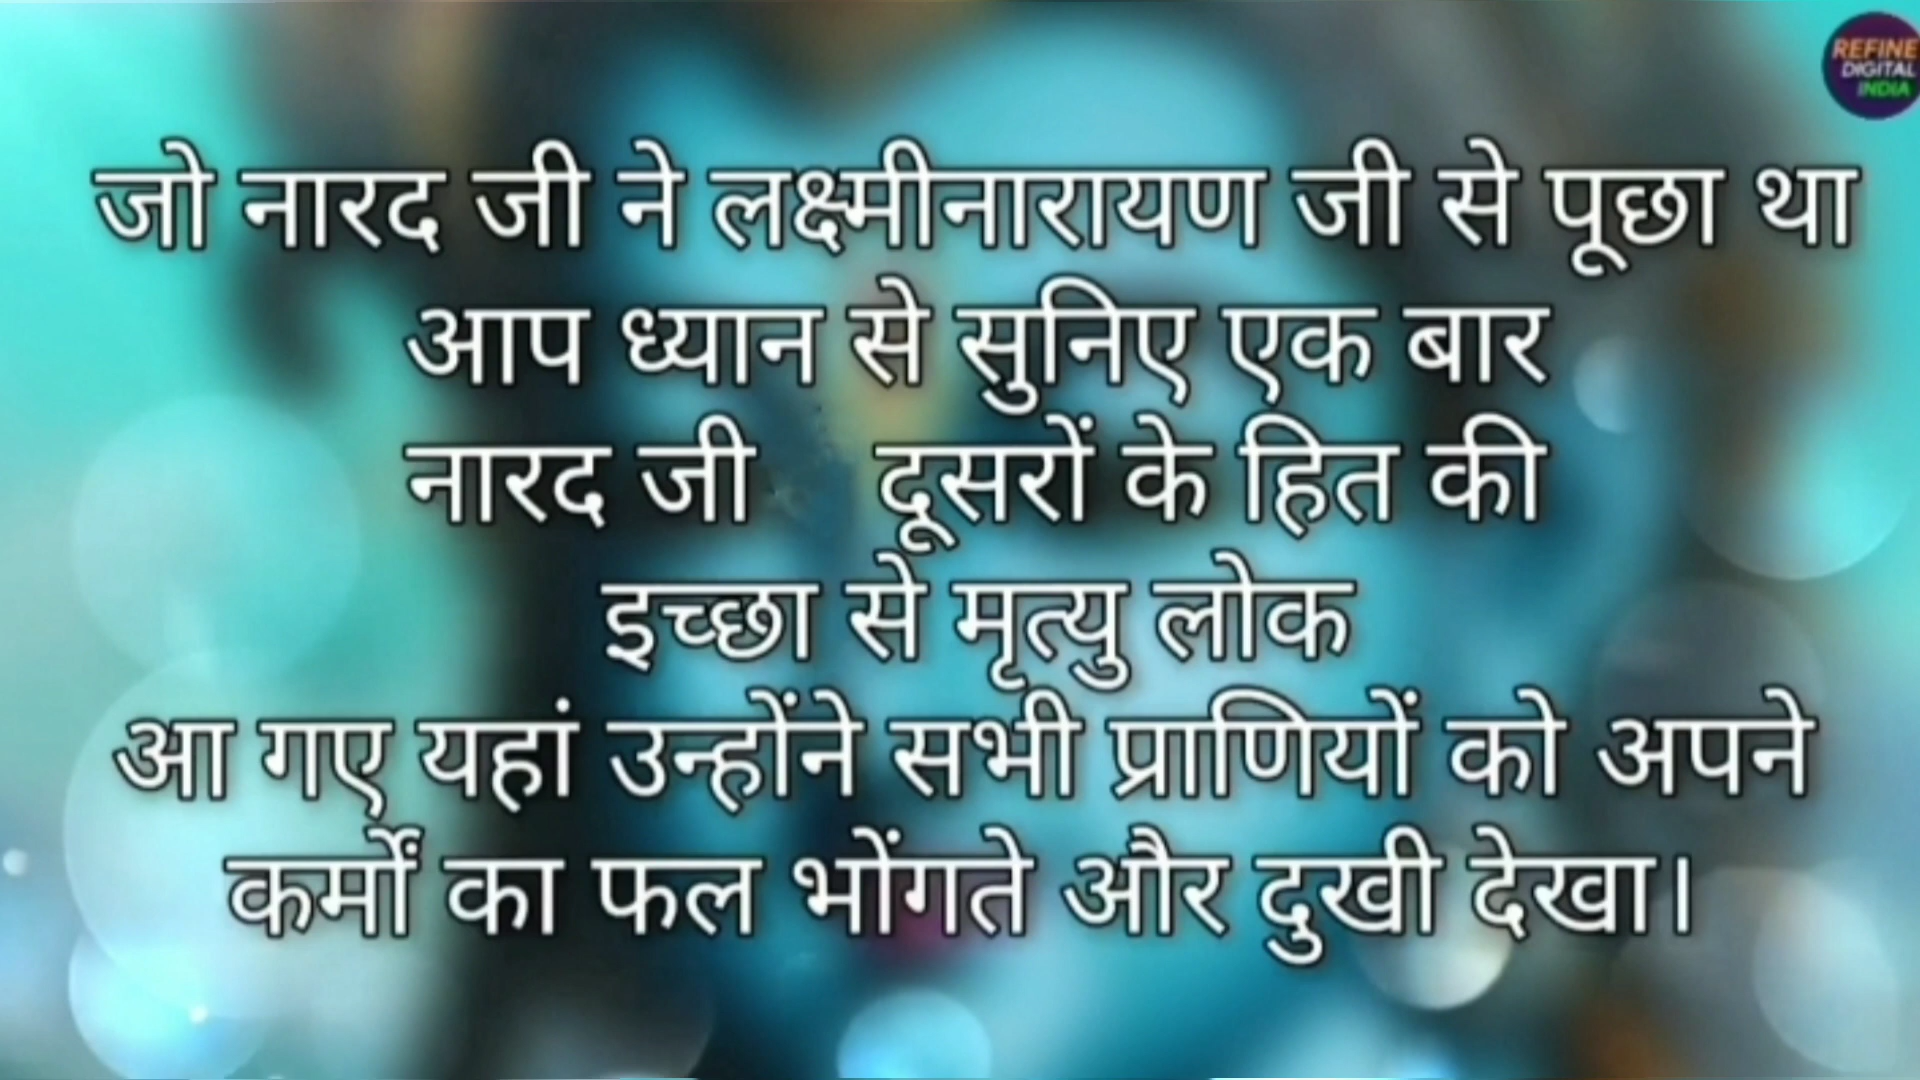 REFINE
DIGITAL
INDIA
जो नारद जी ने लक्ष्मीनारायण जी से पूछा था
आप ध्यान से सुनिए एक बार
नारद जी दूसरों के हित की
इच्छा से मृत्यु लोक
आ गए यहां उन्होंने सभी प्राणियों को अपने
कर्मों का फल भोंगते और दुखी देखा।